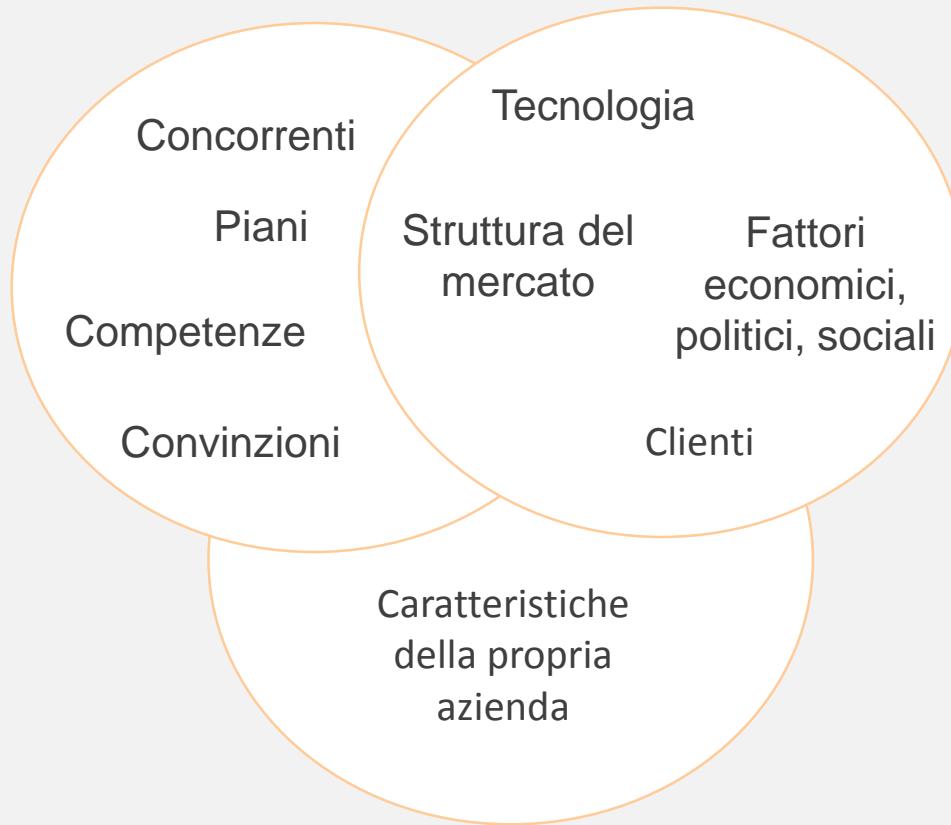 Concorrenti
Piani
Competenze
Convinzioni
Tecnologia
Struttura del
mercato
Fattori
economici,
politici, sociali
Clienti
Caratteristiche
della propria
azienda